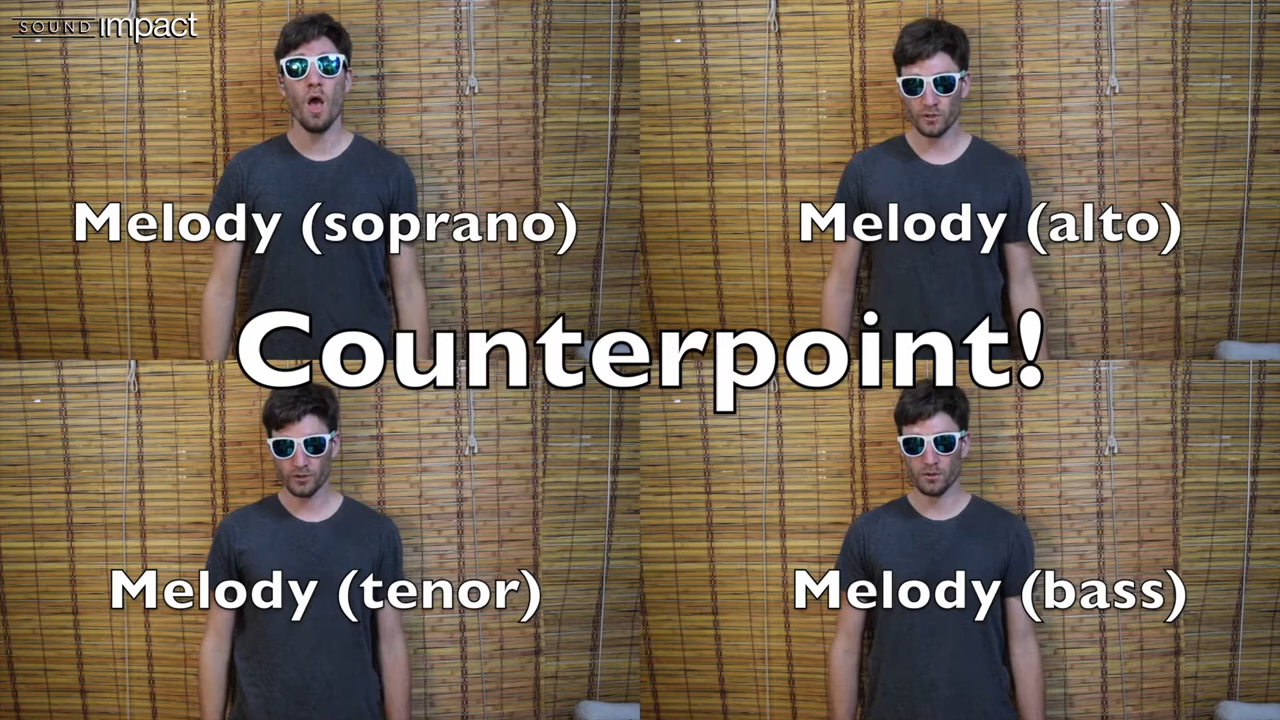 SOUND impact
Melody (soprano)
Melody (alto)
Counterpoint!
Melody (tenor)
Melody (bass)